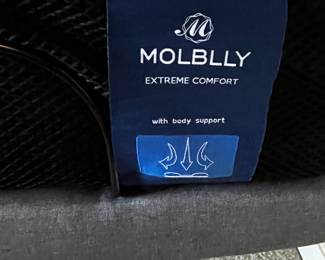 M
MOLBLLY
EXTREME COMFORT
with body support